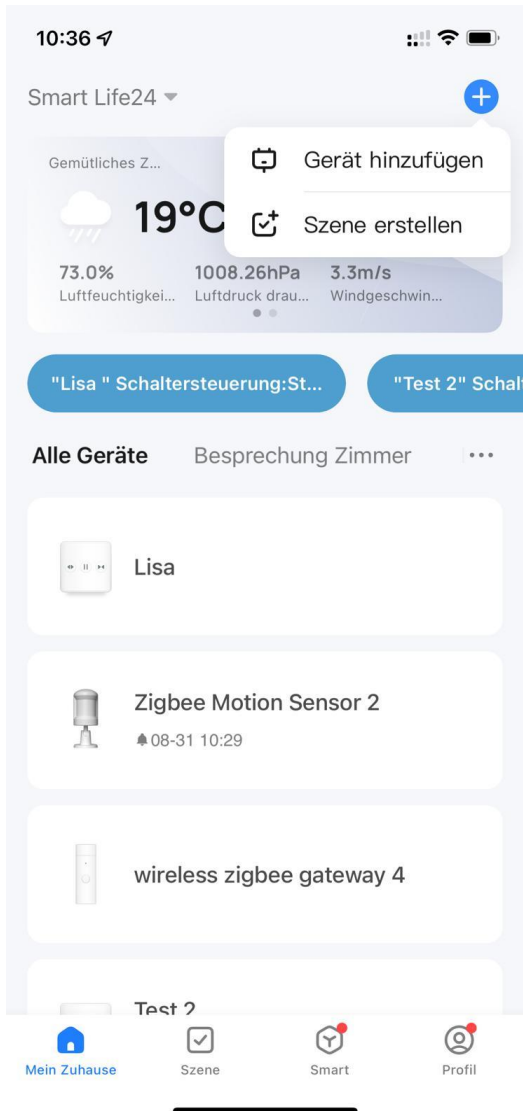 10:36
Smart Life24
Gemütliches Z...
Gerät hinzufügen
Szene erstellen
19°C
73.0%
1008.26hPa
3.3m/s
Luftfeuchtigkei...
Luftdruck drau...
Windgeschwin...
"Lisa " Schaltersteuerung:St...
"Test 2" Schal
Alle Geräte
Besprechung Zimmer
...
Lisa
Zigbee Motion Sensor 2
08-31 10:29
wireless zigbee gateway 4
Test 2
Mein Zuhause
Szene
Smart
Profil